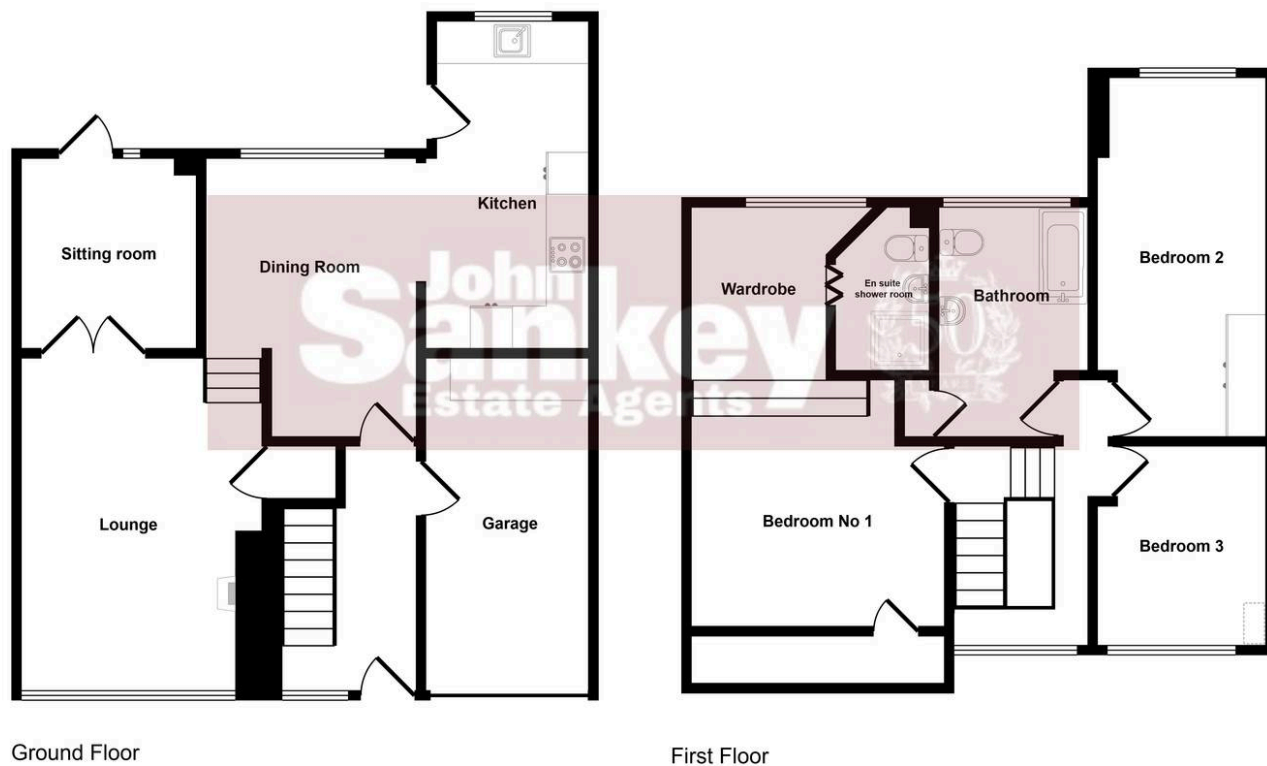 Kitchen
Sitting room
Dining Room
Lounge
Garage
Wardrobe
En suite
shower room
Bathroom
Bedroom 2
Bedroom No 1
Bedroom 3
John
Sankey
Estate Agents
50
Ground Floor
First Floor